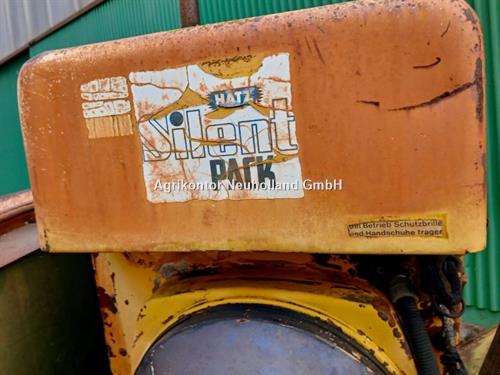 HATZ
Silent
PACK
Agrikontor Neuholland GmbH
Bei Betrieb Schutzbrille
und Handschuhe tragen